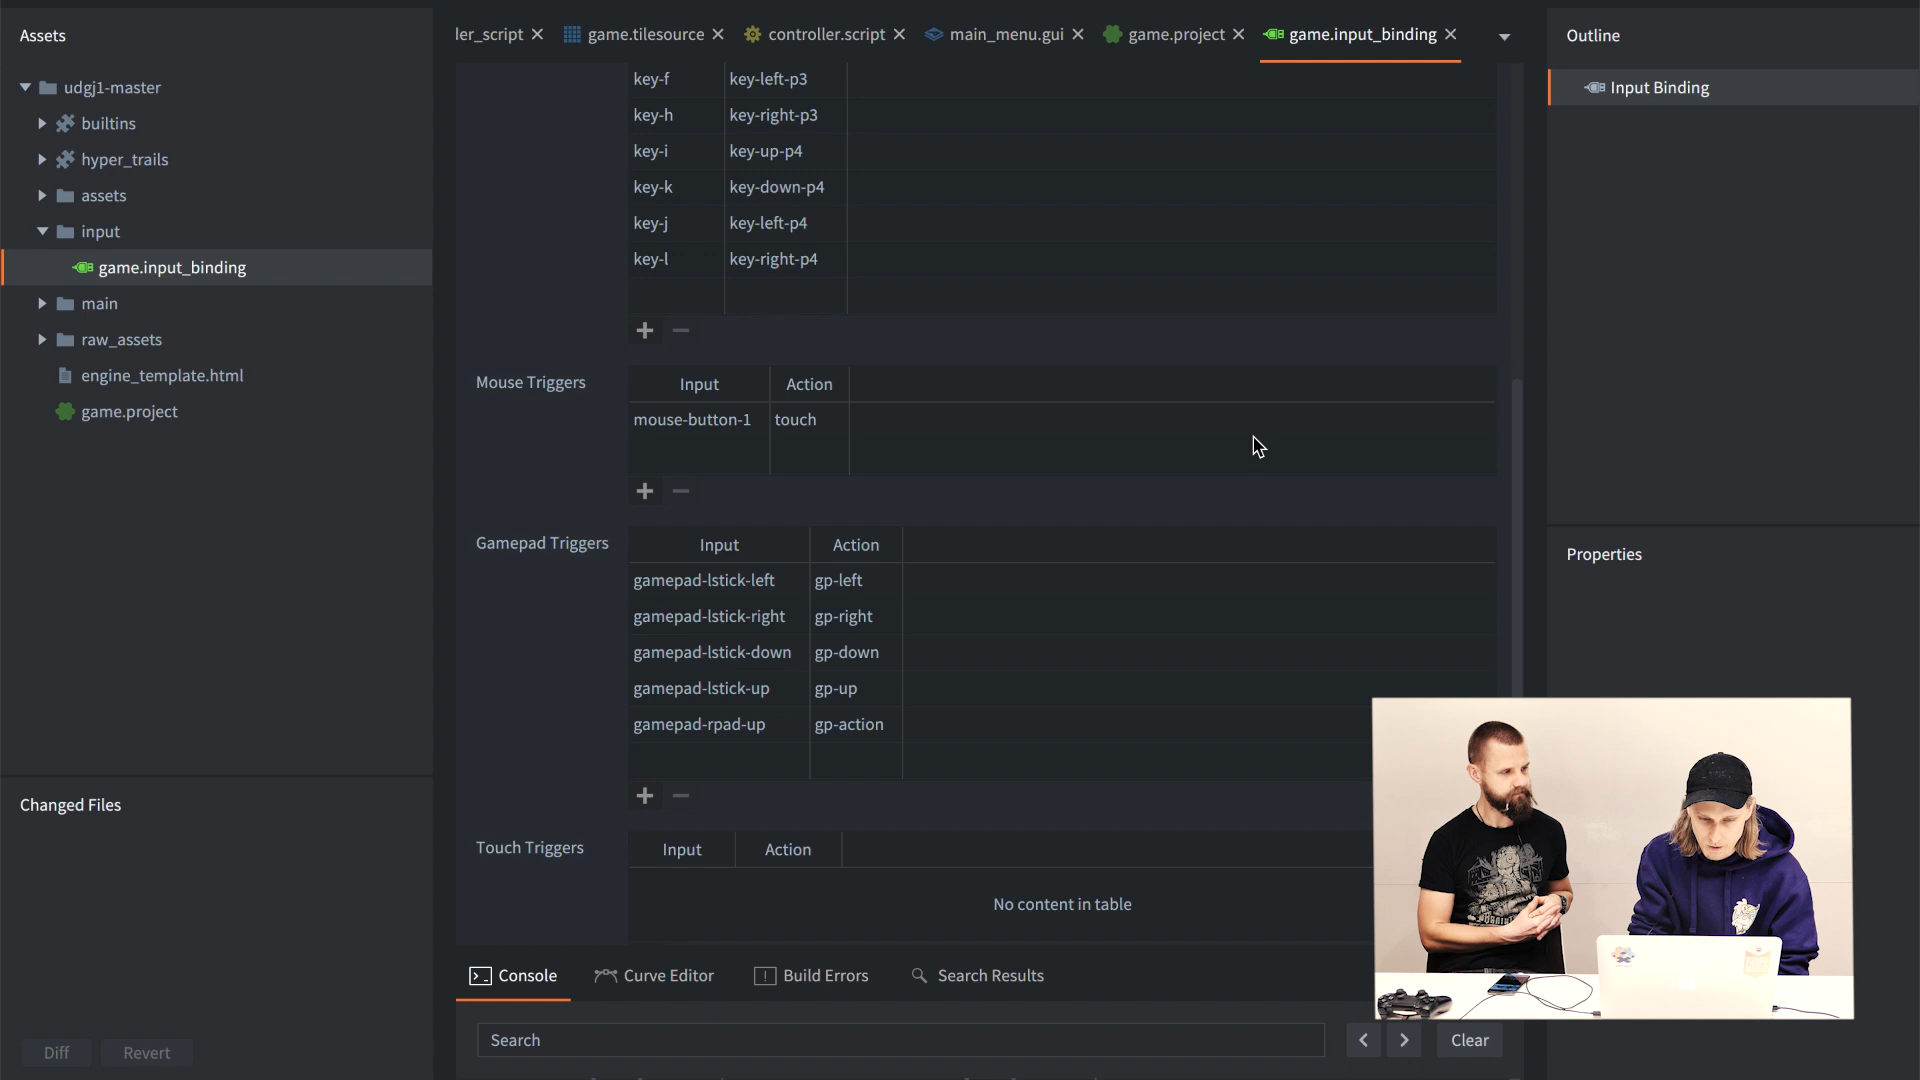 Assets
udgj1-master
builtins
hyper_trails
assets
input
game.input_binding
main
raw_assets
engine_template.html
game.project
Changed Files
Diff Revert
ler_script game.tilesource controller.script main_menu.gui game.project game.input_binding
key-f key-left-p3
key-h key-right-p3
key-i key-up-p4
key-k key-down-p4
key-j key-left-p4
key-l key-right-p4
Mouse Triggers
Input Action
mouse-button-1 touch
Gamepad Triggers
Input Action
gamepad-lstick-left gp-left
gamepad-lstick-right gp-right
gamepad-lstick-down gp-down
gamepad-lstick-up gp-up
gamepad-rpad-up gp-action
Touch Triggers
Input Action
No content in table
Console Curve Editor Build Errors Search Results
Search
Clear
Outline
Input Binding
Properties